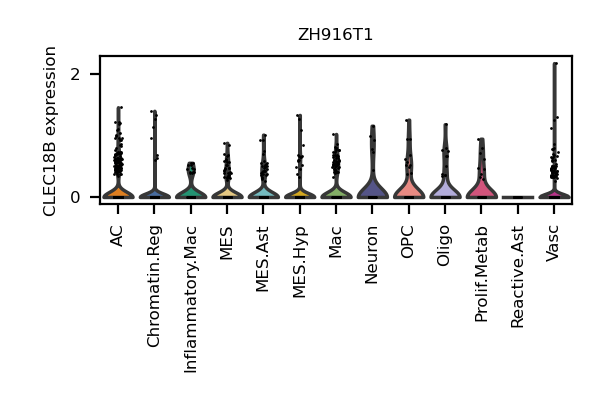 ZH916T1
CLEC18B expression
2
0
AC
Chromatin.Reg
Inflammatory.Mac
MES
MES.Ast
MES.Hyp
Mac
Neuron
OPC
Oligo
Prolif.Metab
Reactive.Ast
Vasc